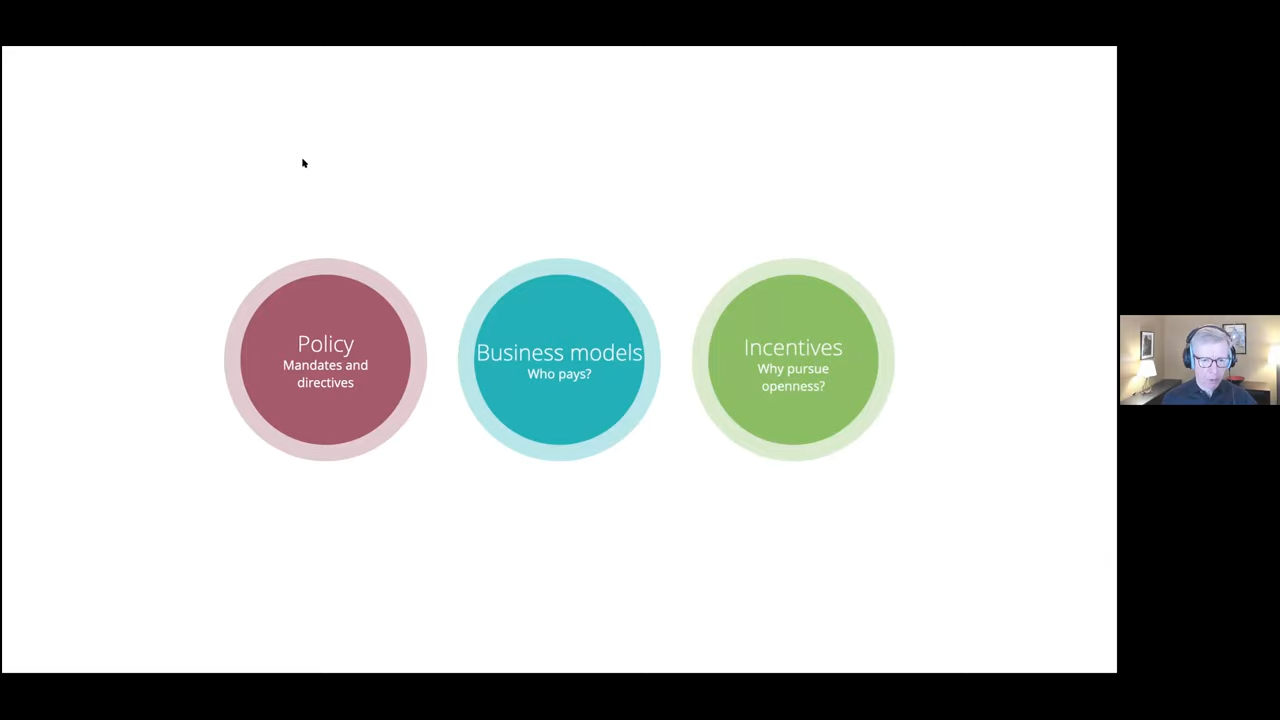 Policy
Mandates and
directives
Business models
Who pays?
Incentives
Why pursue
openness?